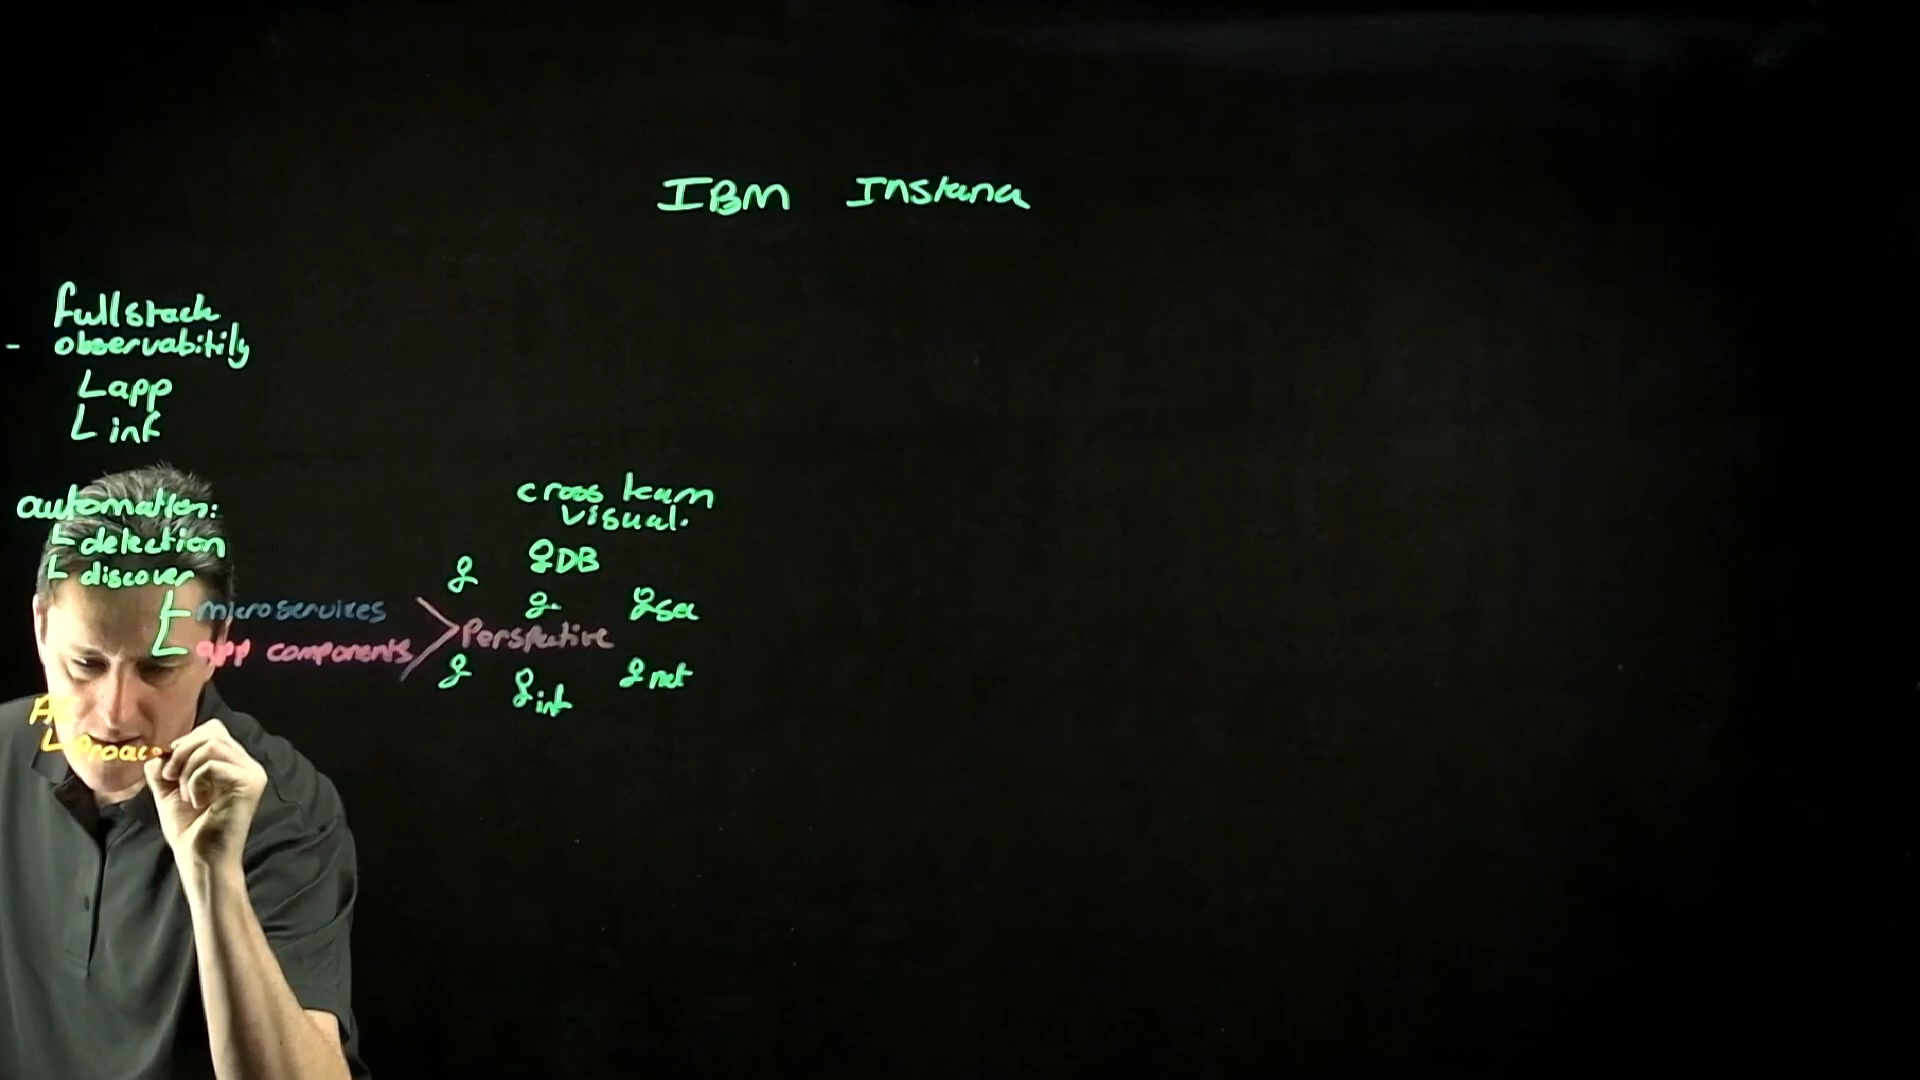 IBM Instana
fullstack
- observabitily
app
inf
automation:
detection
discover
microservices
app components
Perspective
cross team
visual.
DB
sec
net
inf